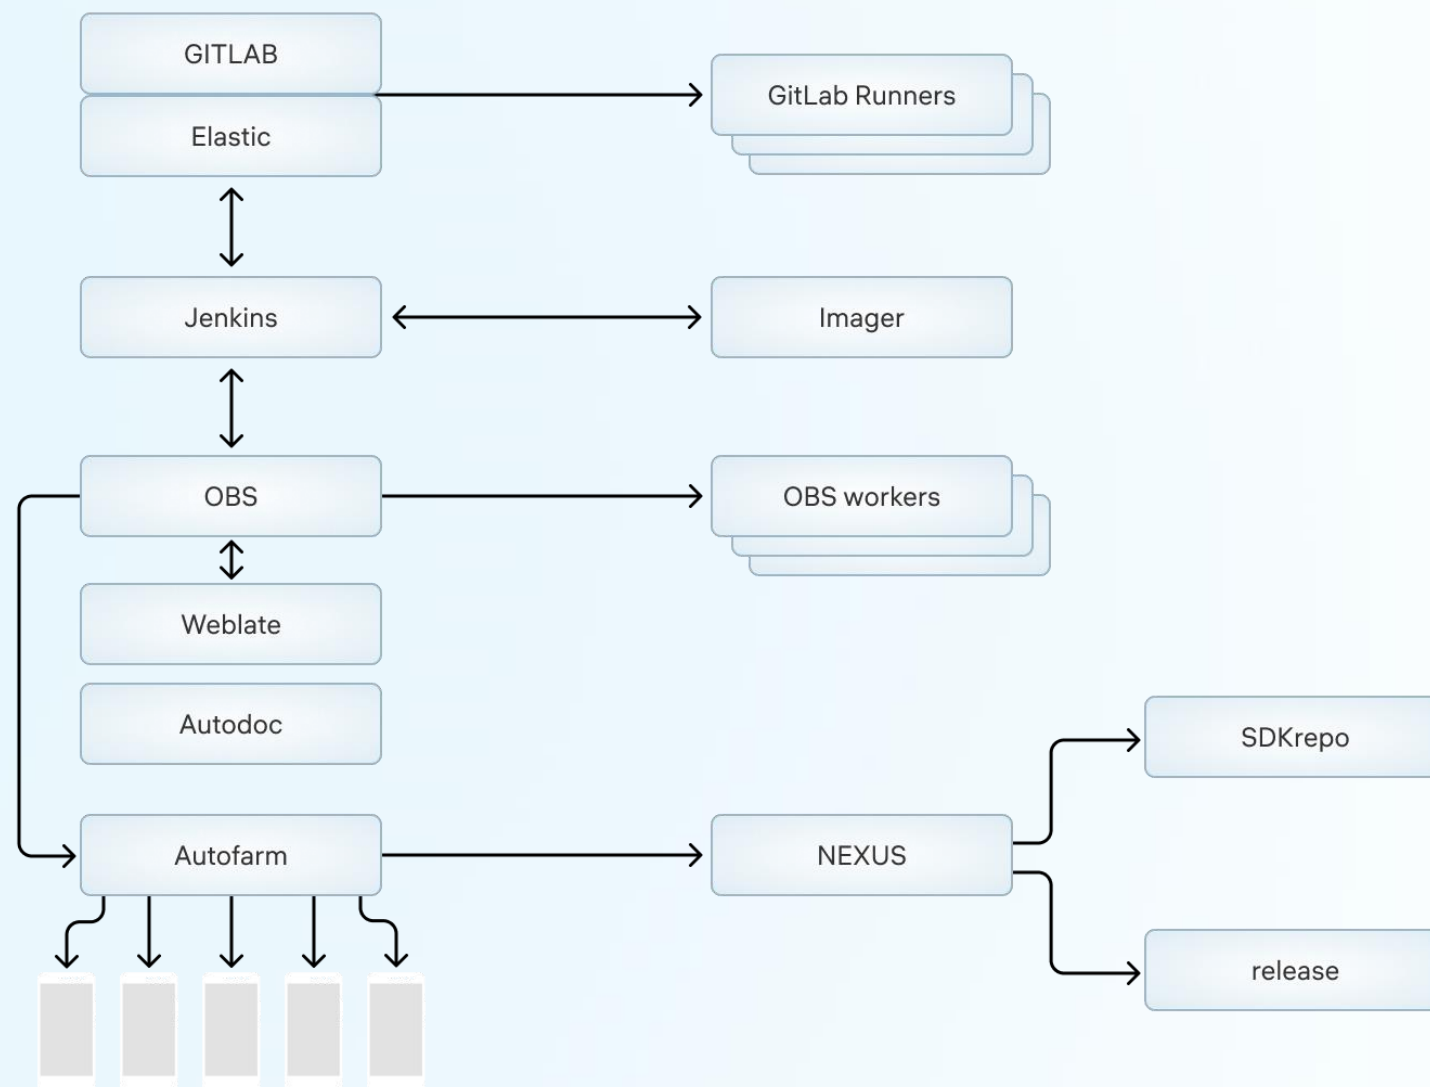 GITLAB
Elastic
GitLab Runners
Jenkins
Imager
OBS
OBS workers
Weblate
Autodoc
SDKrepo
Autofarm
NEXUS
release